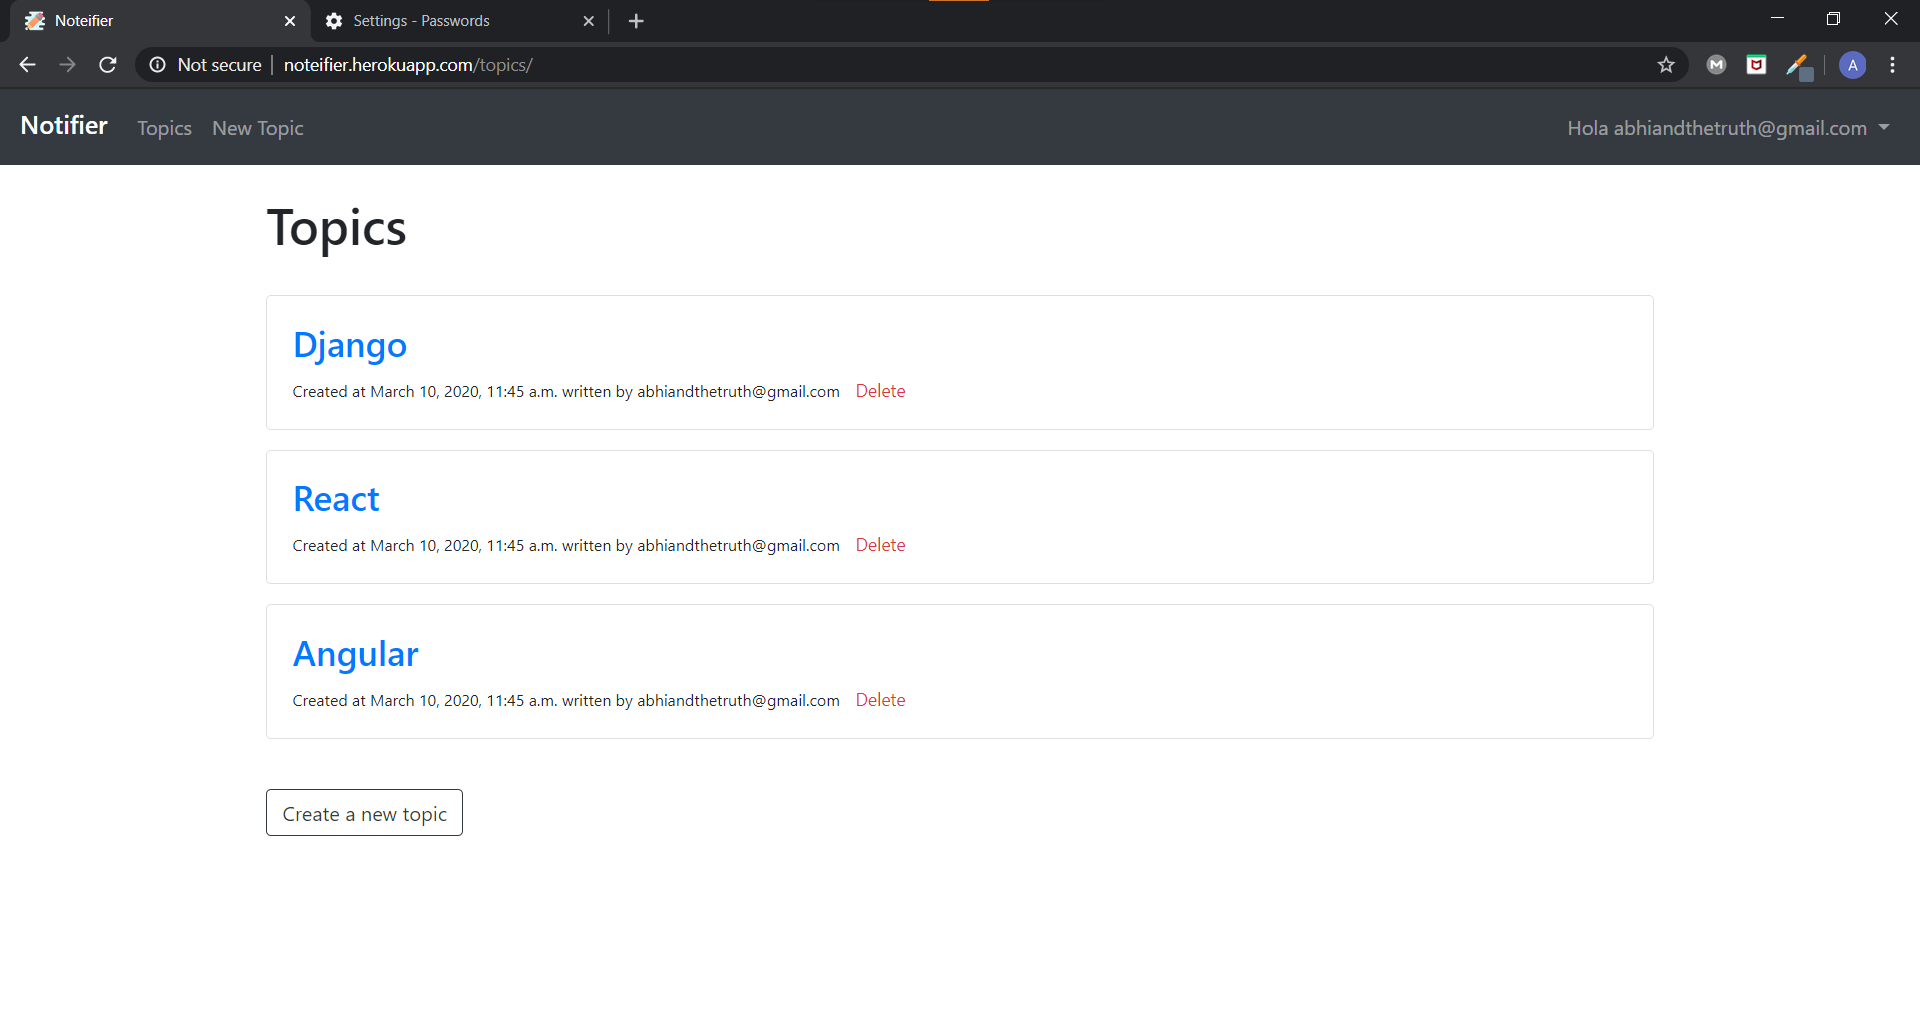 Noteifier
Settings - Passwords
Not secure noteifier.herokuapp.com/topics/
M
A
Notifier Topics New Topic Hola abhiandthetruth@gmail.com
Topics
Django
Created at March 10, 2020, 11:45 a.m. written by abhiandthetruth@gmail.com Delete
React
Created at March 10, 2020, 11:45 a.m. written by abhiandthetruth@gmail.com Delete
Angular
Created at March 10, 2020, 11:45 a.m. written by abhiandthetruth@gmail.com Delete
Create a new topic